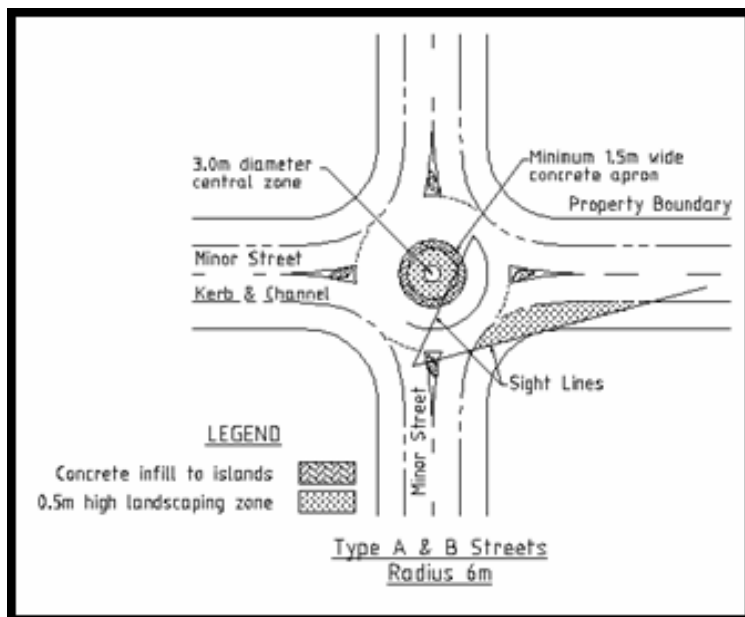 3.0m diameter
central zone
Minimum 1.5m wide
concrete apron
Property Boundary
Minor Street
Kerb & Channel
Sight Lines
Minor Street
LEGEND
Concrete infill to islands
0.5m high landscaping zone
Type A & B Streets
Radius 6m